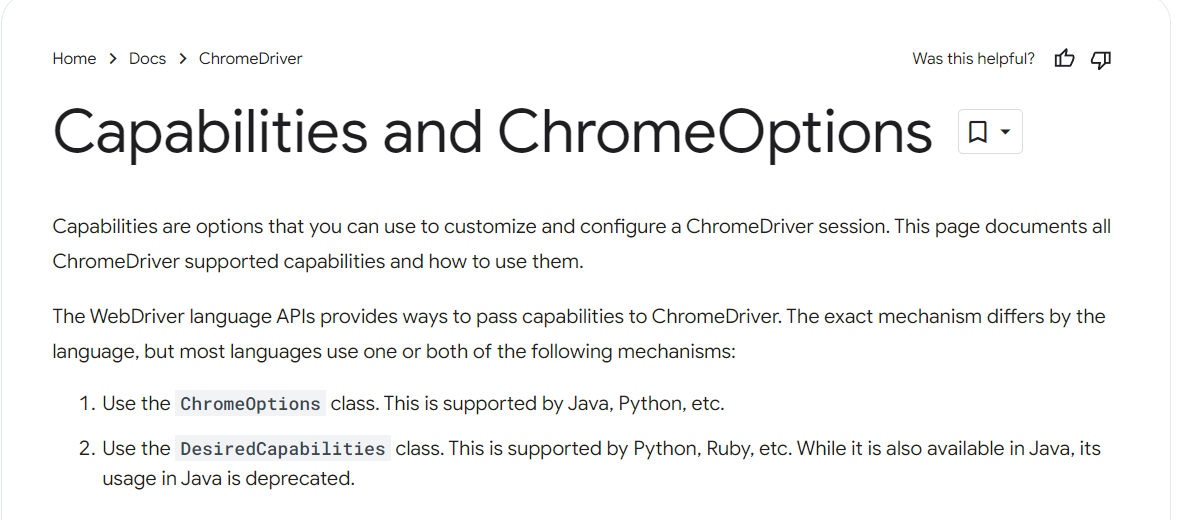 Home > Docs > ChromeDriver
Was this helpful?
Capabilities and ChromeOptions
Capabilities are options that you can use to customize and configure a ChromeDriver session. This page documents all
ChromeDriver supported capabilities and how to use them.
The WebDriver language APIs provides ways to pass capabilities to ChromeDriver. The exact mechanism differs by the
language, but most languages use one or both of the following mechanisms:
1. Use the ChromeOptions class. This is supported by Java, Python, etc.
2. Use the DesiredCapabilities class. This is supported by Python, Ruby, etc. While it is also available in Java, its
usage in Java is deprecated.